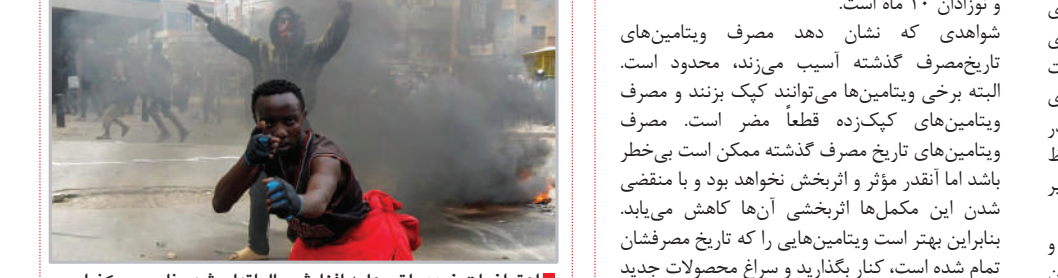 و نوزادان ۱۰ ماه است.
شواهدی که نشان دهد مصرف ویتامین‌های
تاریخ‌مصرف گذشته آسیب می‌زند، محدود است.
البته برخی ویتامین‌ها می‌توانند کپک بزنند و مصرف
ویتامین‌های کپک‌زده قطعاً مضر است. مصرف
ویتامین‌های تاریخ مصرف گذشته ممکن است بی‌خطر
باشد اما آنقدر مؤثر و اثربخش نخواهد بود و با منقضی
شدن این مکمل‌ها اثربخشی آن‌ها کاهش می‌یابد.
بنابراین بهتر است ویتامین‌هایی را که تاریخ مصرفشان
تمام شده است، کنار بگذارید و سراغ محصولات جدید